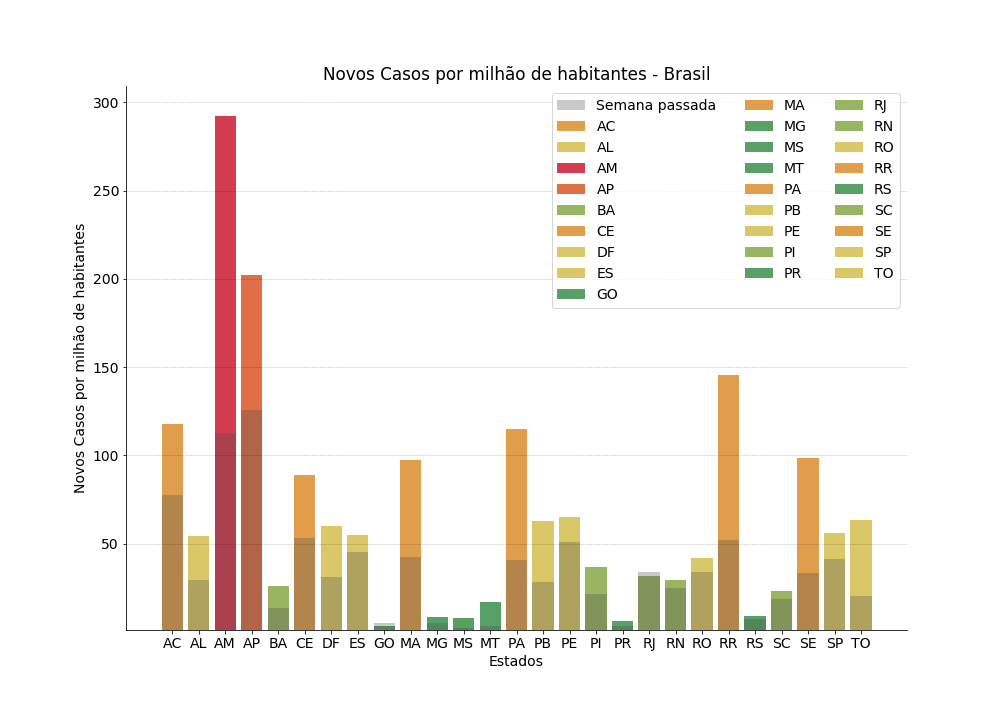 Novos Casos por milhão de habitantes - Brasil
Novos Casos por milhão de habitantes
300
250
200
150
100
50
Semana passada
AC
AL
AM
AP
BA
CE
DF
ES
GO
MA
MG
MS
MT
PA
PB
PE
PI
PR
RJ
RN
RO
RR
RS
SC
SE
SP
TO
AC AL AM AP BA CE DF ES GO MA MG MS MT PA PB PE PI PR RJ RN RO RR RS SC SE SP TO
Estados